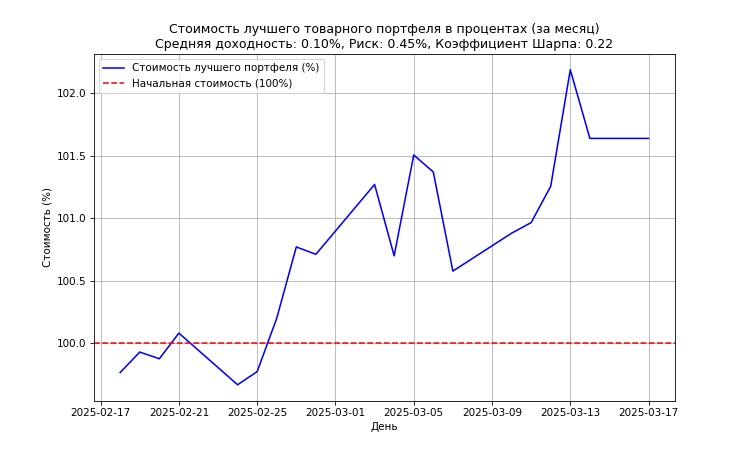 Стоимость лучшего товарного портфеля в процентах (за месяц)
Средняя доходность: 0.10%, Риск: 0.45%, Коэффициент Шарпа: 0.22
Стоимость лучшего портфеля (%)
Начальная стоимость (100%)
102.0
101.5
101.0
100.5
100.0
Стоимость (%)
2025-02-17 2025-02-21 2025-02-25 2025-03-01 2025-03-05 2025-03-09 2025-03-13 2025-03-17
День